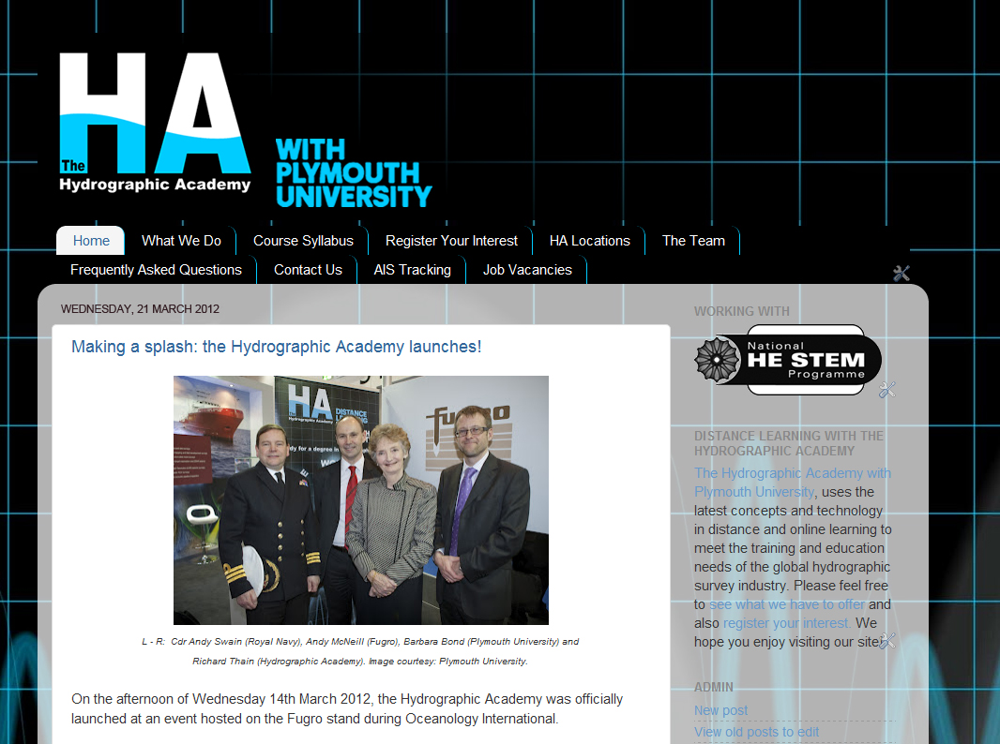 HA
The
Hydrographic Academy
WITH
PLYMOUTH
UNIVERSITY
Home
What We Do
Course Syllabus
Register Your Interest
HA Locations
The Team
Frequently Asked Questions
Contact Us
AIS Tracking
Job Vacancies
WEDNESDAY, 21 MARCH 2012
Making a splash: the Hydrographic Academy launches!
HA
The
Hydrographic Academy
DISTANCE
fugro
L - R: Cdr Andy Swain (Royal Navy), Andy McNeill (Fugro), Barbara Bond (Plymouth University) and
Richard Thain (Hydrographic Academy). Image courtesy: Plymouth University.
On the afternoon of Wednesday 14th March 2012, the Hydrographic Academy was officially
launched at an event hosted on the Fugro stand during Oceanology International.
WORKING WITH
National
HE STEM
Programme
DISTANCE LEARNING WITH THE
HYDROGRAPHIC ACADEMY
The Hydrographic Academy with
Plymouth University, uses the
latest concepts and technology
in distance and online learning to
meet the training and education
needs of the global hydrographic
survey industry. Please feel free
to see what we have to offer and
also register your interest. We
hope you enjoy visiting our site.
ADMIN
New post
View old posts to edit